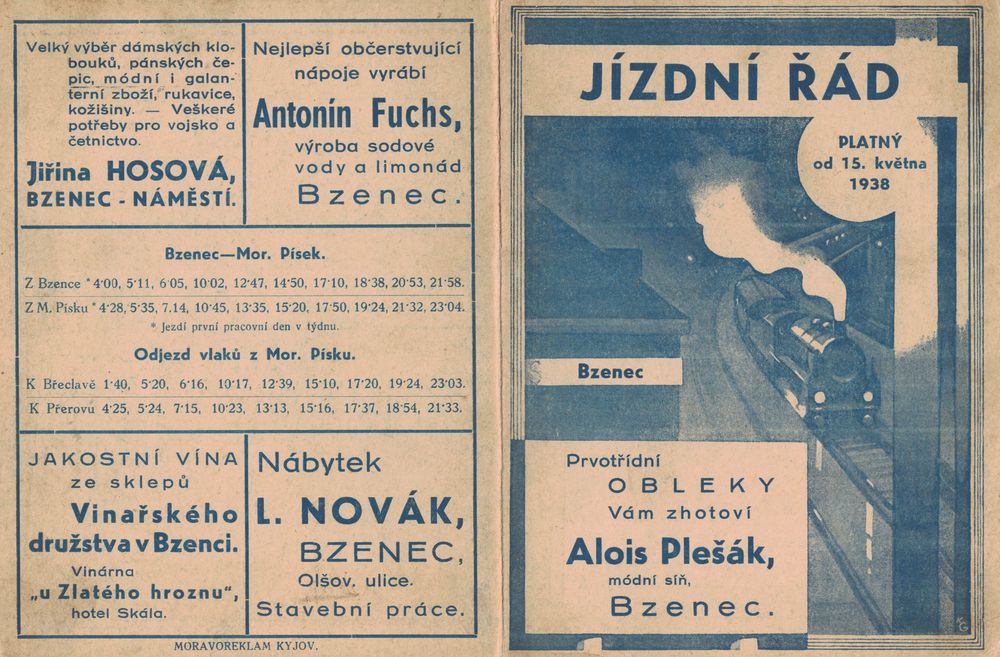 Velký výběr dámských klo-
bouků, pánských če-
pic, módní i galan-
terní zboží, rukavice,
kožišiny. — Veškeré
potřeby pro vojsko a
četnictvo.
Jiřina HOSOVÁ,
BZENEC - NÁMĚSTÍ.
Nejlepší občerstvující
nápoje vyrábí
Antonín Fuchs,
výroba sodové
vody a limonád
Bzenec.
Bzenec—Mor. Písek.
Z Bzence *4·00, 5·11, 6·05, 10·02, 12·47, 14·50, 17·10, 18·38, 20·53, 21·58.
Z M. Písku *4·28, 5·35, 7.14, 10·45, 13·35, 15·20, 17·50, 19·24, 21·32, 23·04.
* Jezdí první pracovní den v týdnu.
Odjezd vlaků z Mor. Písku.
K Břeclavě 1·40, 5·20, 6·16, 10·17, 12·39, 15·10, 17·20, 19·24, 23·03.
K Přerovu 4·25, 5·24, 7·15, 10·23, 13·13, 15·16, 17·37, 18·54, 21·33.
JAKOSTNÍ VÍNA
ze sklepů
Vinařského
družstva v Bzenci.
Vinárna
„u Zlatého hroznu",
hotel Skála.
Nábytek
L. NOVÁK,
BZENEC,
Olšov. ulice.
Stavební práce.
MORAVOREKLAM KYJOV.
JÍZDNÍ ŘÁD
PLATNÝ
od 15. května
1938
Bzenec
Prvotřídní
OBLEKY
Vám zhotoví
Alois Plešák,
módní síň,
Bzenec.